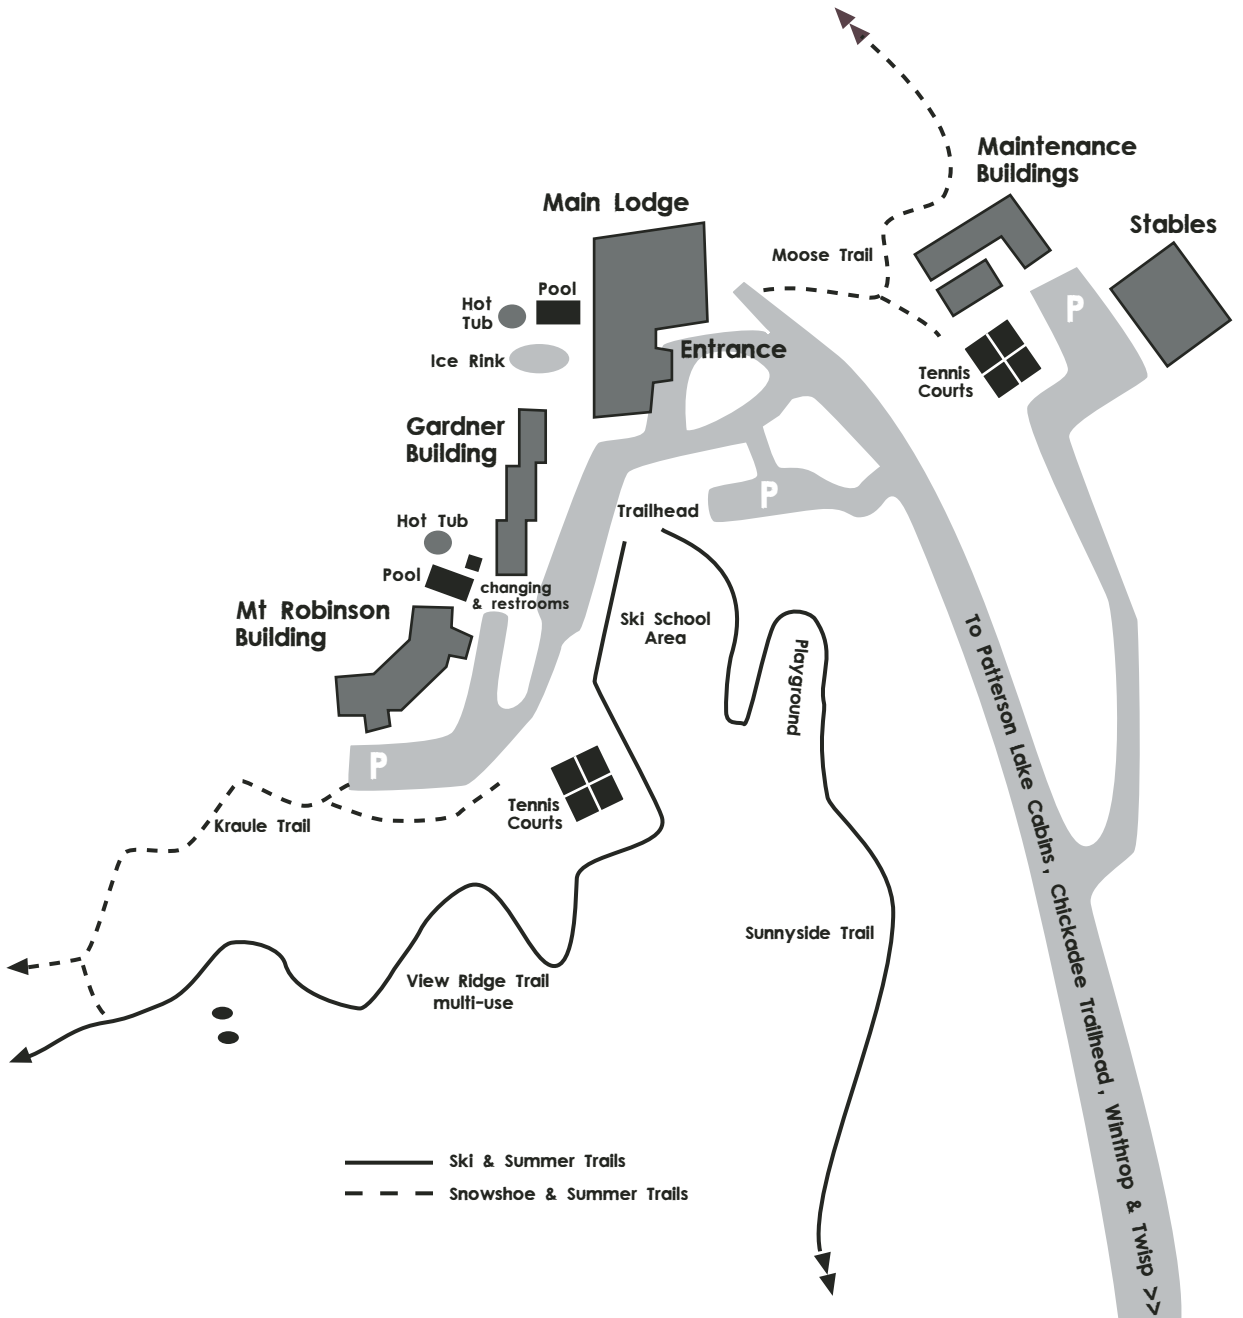 Maintenance
Buildings
Main Lodge
Stables
Moose Trail
Pool
Hot
Tub
P
Entrance
Ice Rink
Tennis
Courts
Gardner
Building
P
Trailhead
Hot Tub
Pool
changing
& restrooms
Mt Robinson
Building
Ski School
Area
Playground
To Patterson Lake Cabins, Chickadee Trailhead, Winthrop & Twisp >>
P
Tennis
Courts
Kraule Trail
Sunnyside Trail
View Ridge Trail
multi-use
Ski & Summer Trails
Snowshoe & Summer Trails